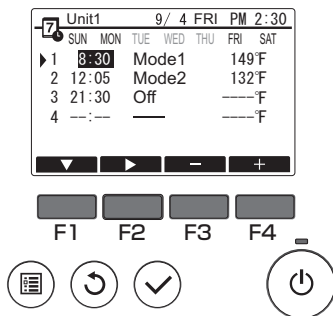 7 Unit1 9/ 4 FRI PM 2:30
SUN MON TUE WED THU FRI SAT
1 8:30 Mode1 149°F
2 12:05 Mode2 132°F
3 21:30 Off ----°F
4 --:-- ---- ----°F
− +
F1 F2 F3 F4